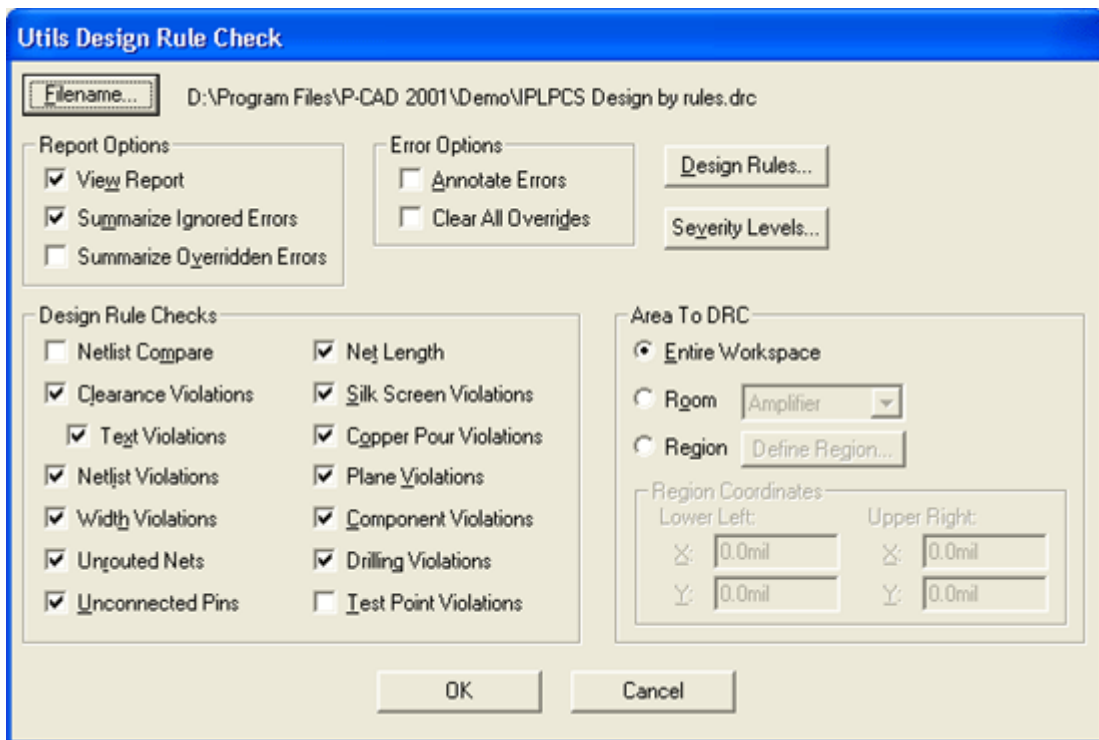 Utils Design Rule Check
Filename... D:\Program Files\P-CAD 2001\Demo\IPLPCS Design by rules.drc
Report Options
View Report
Summarize Ignored Errors
Summarize Overridden Errors
Error Options
Annotate Errors
Clear All Overrides
Design Rules...
Severity Levels...
Design Rule Checks
Netlist Compare
Clearance Violations
Text Violations
Netlist Violations
Width Violations
Unrouted Nets
Unconnected Pins
Net Length
Silk Screen Violations
Copper Pour Violations
Plane Violations
Component Violations
Drilling Violations
Test Point Violations
Area To DRC
Entire Workspace
Room Amplifier
Region Define Region...
Region Coordinates
Lower Left: Upper Right:
X: 0.0mil X: 0.0mil
Y: 0.0mil Y: 0.0mil
OK Cancel